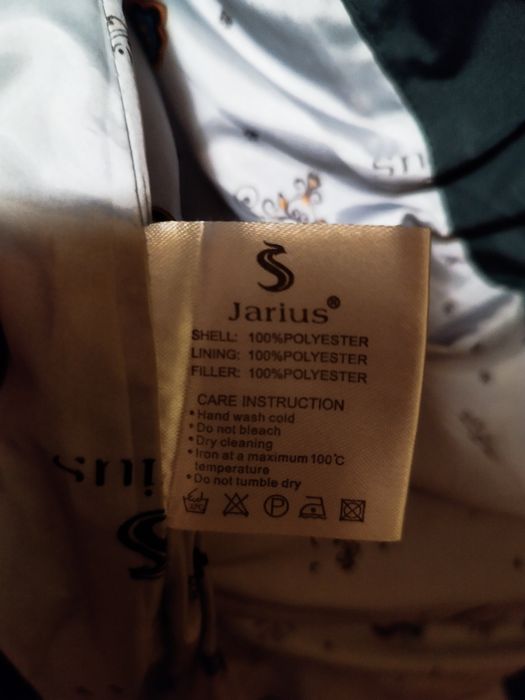 Jarius®
SHELL: 100%POLYESTER
LINING: 100%POLYESTER
FILLER: 100%POLYESTER
CARE INSTRUCTION
• Hand wash cold
• Do not bleach
• Dry cleaning
• Iron at a maximum 100℃
temperature
• Do not tumble dry
P